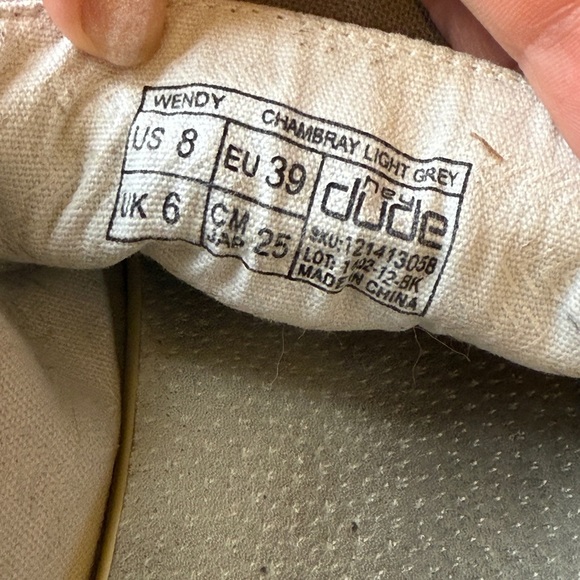 WENDY CHAMBRAY LIGHT GREY
US 8
EU 39
hey
dude
UK 6
CM
JAP 25
SKU:121413058
MADE IN CHINA